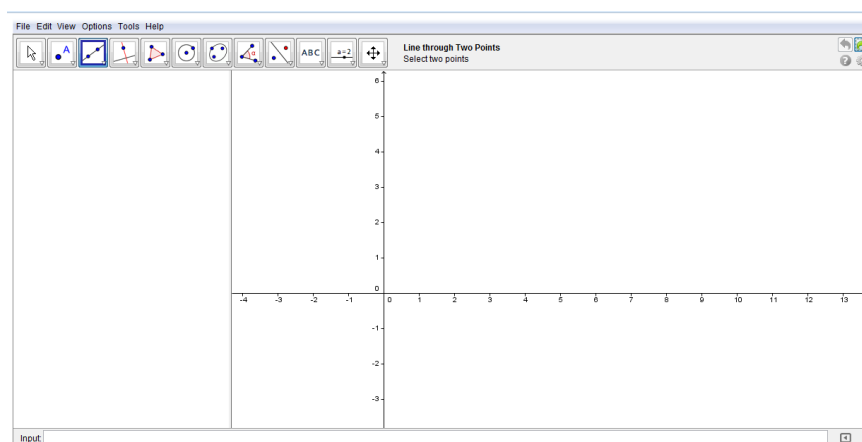 File Edit View Options Tools Help
A
α
ABC
a=2
Line through Two Points
Select two points
6
5
4
3
2
1
0
-4 -3 -2 -1 0 1 2 3 4 5 6 7 8 9 10 11 12 13
-1
-2
-3
Input: